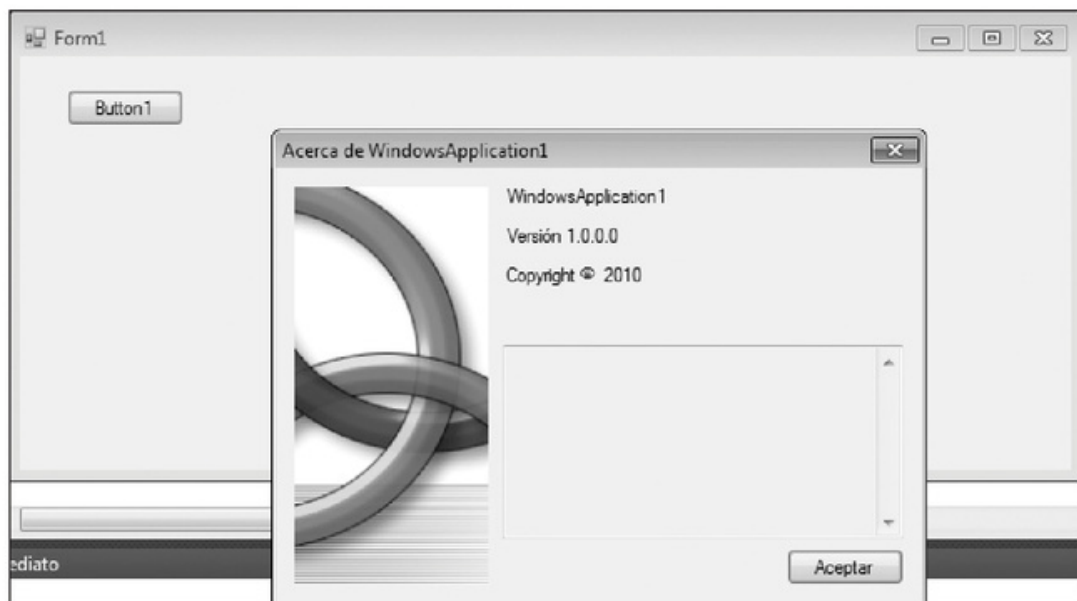 Form1
Button1
Acerca de WindowsApplication1
WindowsApplication1
Versión 1.0.0.0
Copyright © 2010
Aceptar
ediato